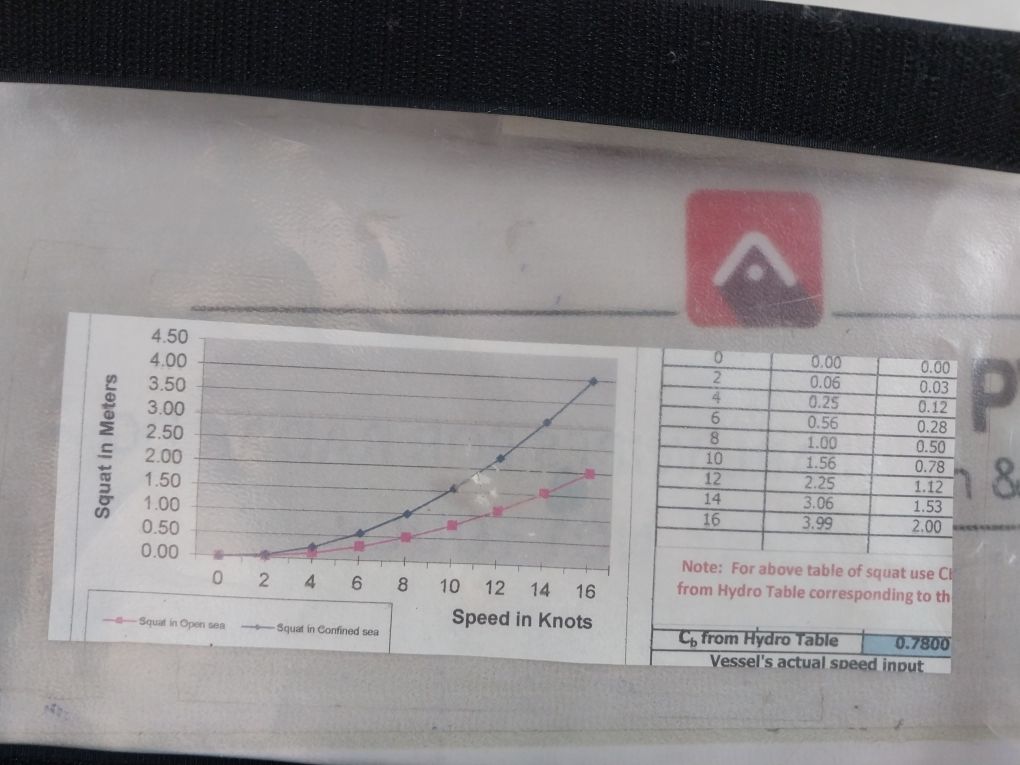 4.50
4.00
3.50
3.00
2.50
2.00
1.50
1.00
0.50
0.00
Squat in Meters
0 2 4 6 8 10 12 14 16
Speed in Knots
Squat in Open sea Squat in Confined sea
0 0.00 0.00
2 0.06 0.03
4 0.25 0.12
6 0.56 0.28
8 1.00 0.50
10 1.56 0.78
12 2.25 1.12
14 3.06 1.53
16 3.99 2.00
Note: For above table of squat use
from Hydro Table corresponding to th
Cb from Hydro Table 0.7800
Vessel's actual speed input
P
&